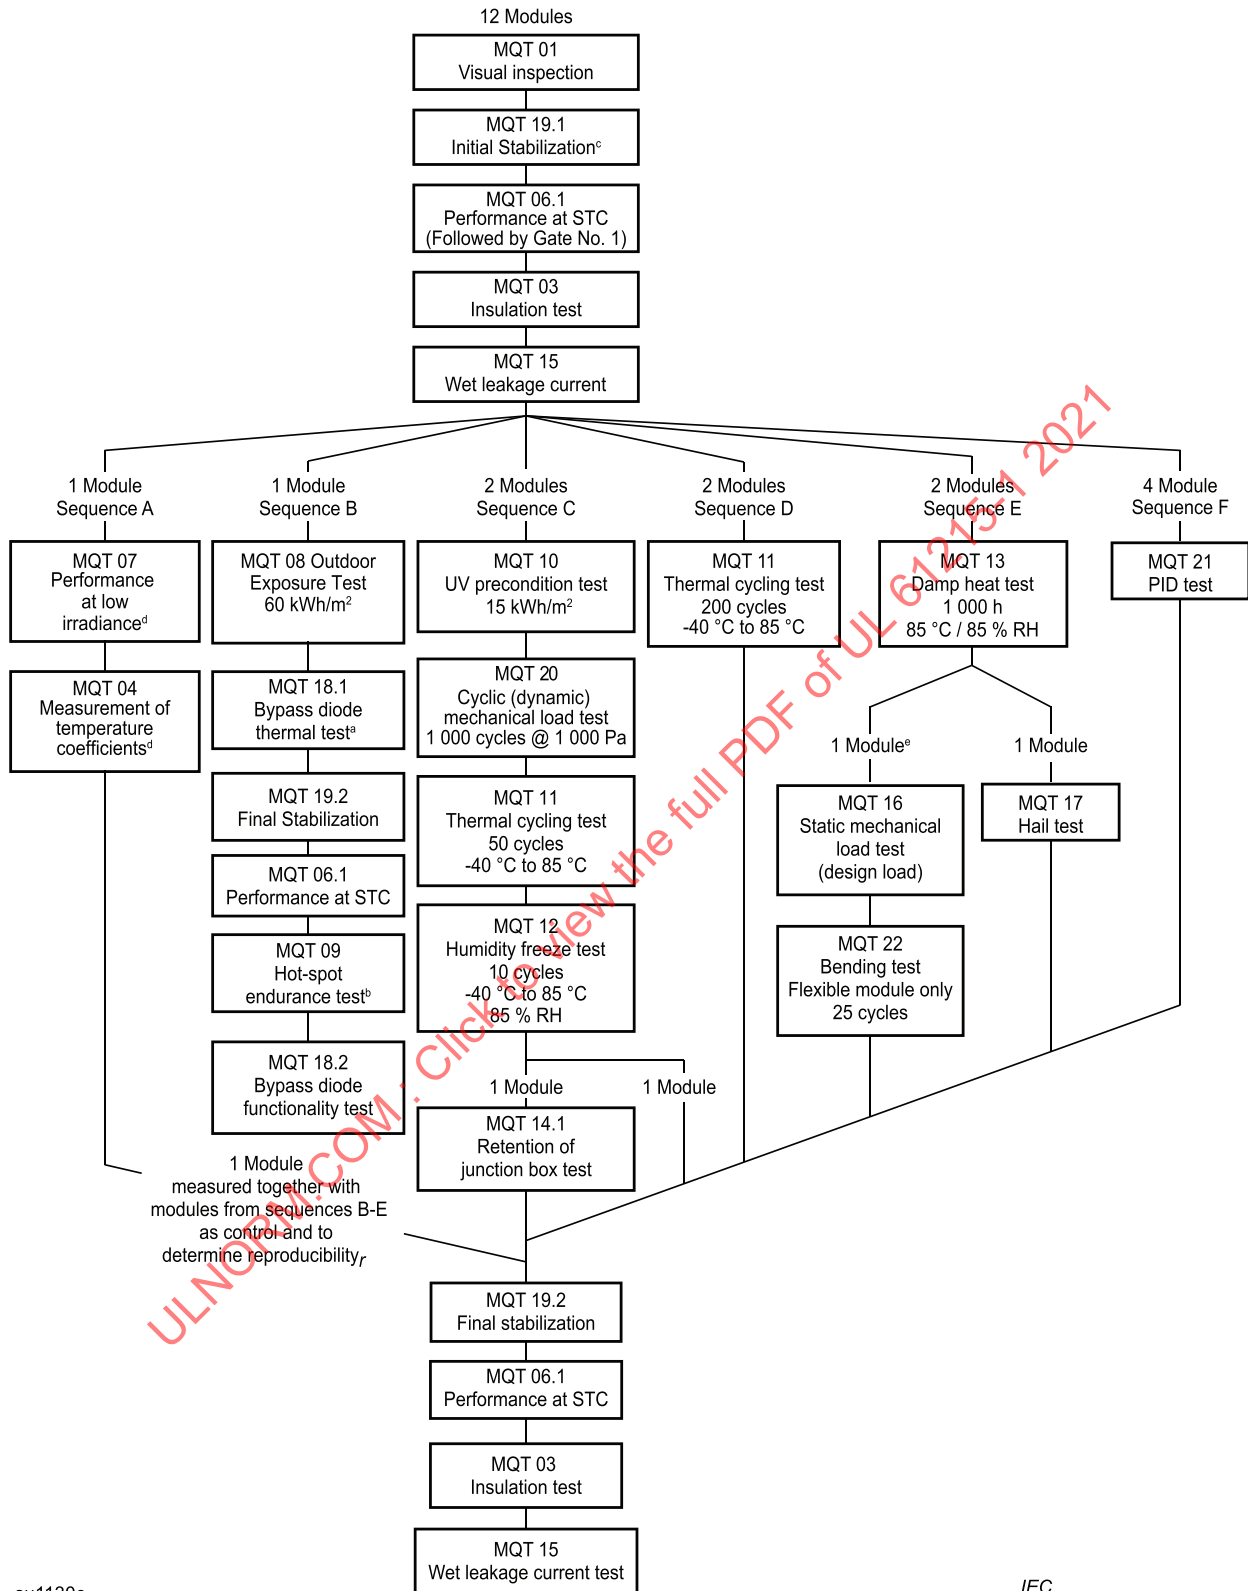 12 Modules
MQT 01
Visual inspection
MQT 19.1
Initial Stabilizationc
MQT 06.1
Performance at STC
(Followed by Gate No. 1)
MQT 03
Insulation test
MQT 15
Wet leakage current
1 Module
Sequence A
MQT 07
Performance
at low
irradianced
MQT 04
Measurement of
temperature
coefficientsd
1 Module
Sequence B
MQT 08 Outdoor
Exposure Test
60 kWh/m2
MQT 18.1
Bypass diode
thermal testa
MQT 19.2
Final Stabilization
MQT 06.1
Performance at STC
MQT 09
Hot-spot
endurance testb
MQT 18.2
Bypass diode
functionality test
2 Modules
Sequence C
MQT 10
UV precondition test
15 kWh/m2
MQT 20
Cyclic (dynamic)
mechanical load test
1 000 cycles @ 1 000 Pa
MQT 11
Thermal cycling test
50 cycles
-40 °C to 85 °C
MQT 12
Humidity freeze test
10 cycles
-40 °C to 85 °C
85 % RH
1 Module
1 Module
MQT 14.1
Retention of
junction box test
2 Modules
Sequence D
MQT 11
Thermal cycling test
200 cycles
-40 °C to 85 °C
2 Modules
Sequence E
MQT 13
Damp heat test
1 000 h
85 °C / 85 % RH
1 Modulee
1 Module
MQT 16
Static mechanical
load test
(design load)
MQT 22
Bending test
Flexible module only
25 cycles
MQT 17
Hail test
4 Module
Sequence F
MQT 21
PID test
1 Module
measured together with
modules from sequences B-E
as control and to
determine reproducibilityr
MQT 19.2
Final stabilization
MQT 06.1
Performance at STC
MQT 03
Insulation test
MQT 15
Wet leakage current test
IEC
ULNORM.COM : Click to view the full PDF of UL 61215-1 2021